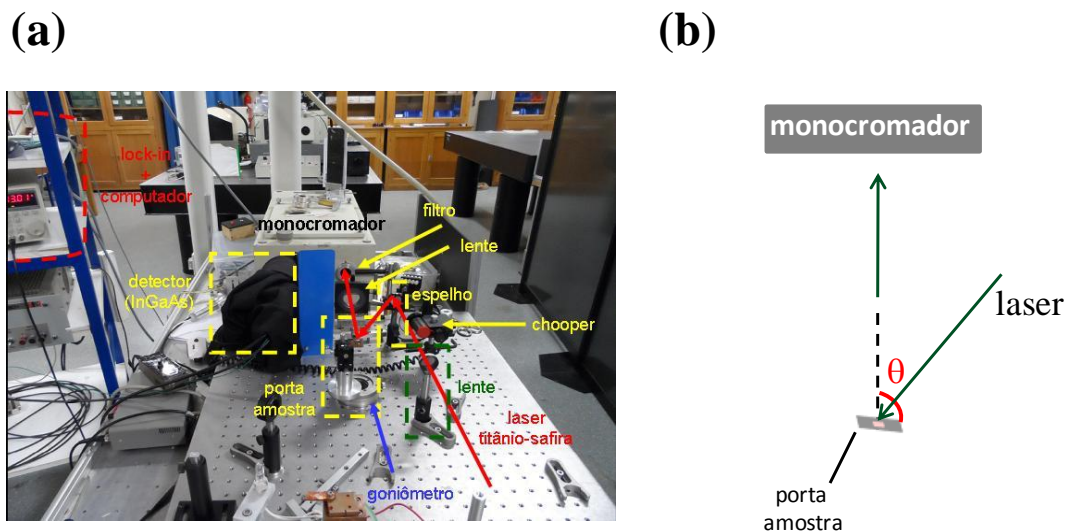 (a)
(b)
lock-in
+
computador
monocromador
filtro
lente
detector
(InGaAs)
espelho
chooper
porta
amostra
lente
laser
titânio-safira
goniômetro
monocromador
laser
θ
porta
amostra